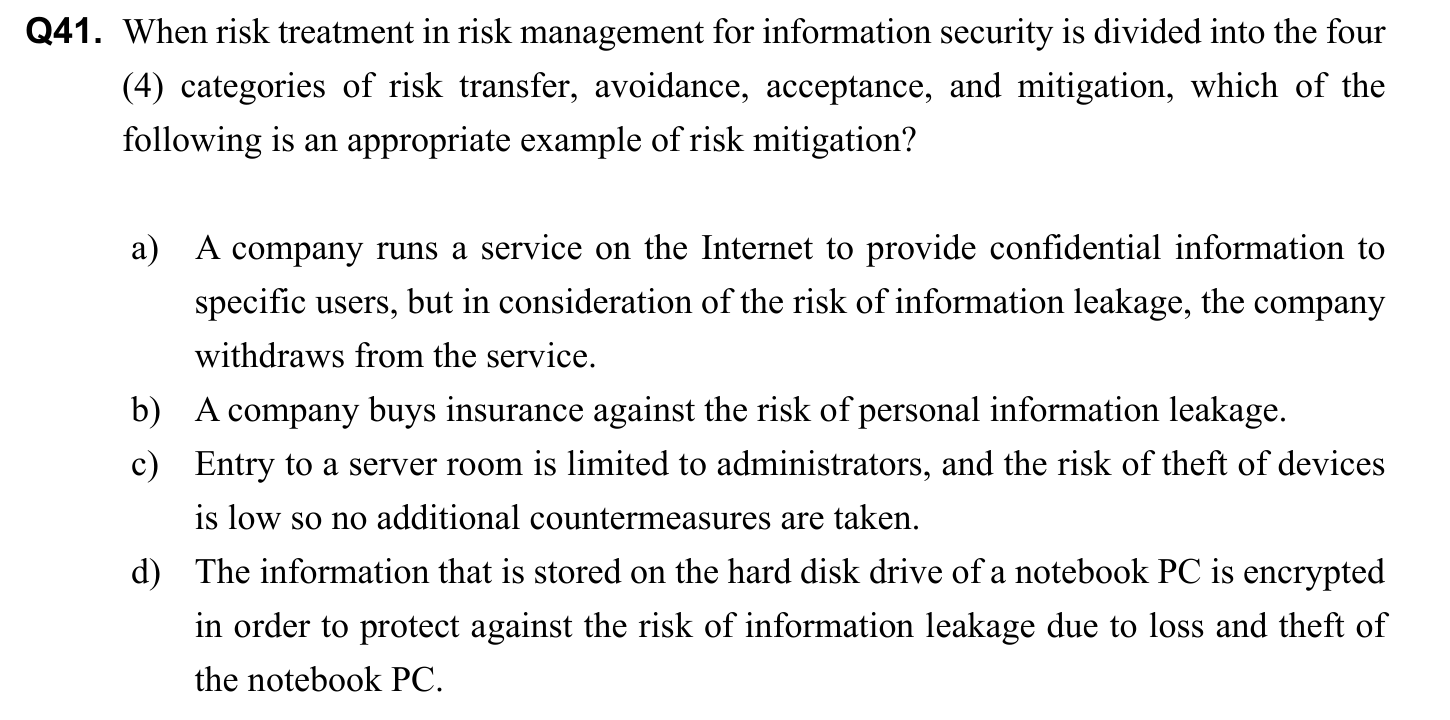 Q41. When risk treatment in risk management for information security is divided into the four
(4) categories of risk transfer, avoidance, acceptance, and mitigation, which of the
following is an appropriate example of risk mitigation?
a) A company runs a service on the Internet to provide confidential information to
specific users, but in consideration of the risk of information leakage, the company
withdraws from the service.
b) A company buys insurance against the risk of personal information leakage.
c) Entry to a server room is limited to administrators, and the risk of theft of devices
is low so no additional countermeasures are taken.
d) The information that is stored on the hard disk drive of a notebook PC is encrypted
in order to protect against the risk of information leakage due to loss and theft of
the notebook PC.